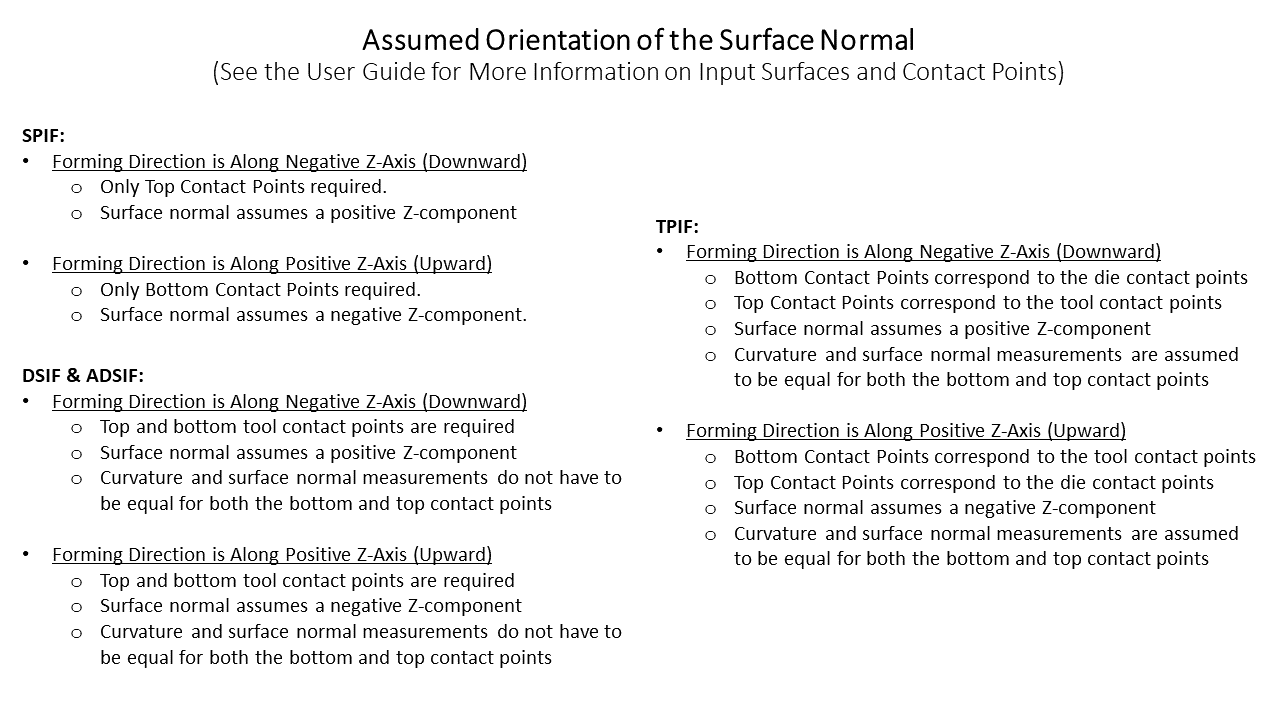 Assumed Orientation of the Surface Normal
(See the User Guide for More Information on Input Surfaces and Contact Points)
SPIF:
• Forming Direction is Along Negative Z-Axis (Downward)
o Only Top Contact Points required.
o Surface normal assumes a positive Z-component
• Forming Direction is Along Positive Z-Axis (Upward)
o Only Bottom Contact Points required.
o Surface normal assumes a negative Z-component.
DSIF & ADSIF:
• Forming Direction is Along Negative Z-Axis (Downward)
o Top and bottom tool contact points are required
o Surface normal assumes a positive Z-component
o Curvature and surface normal measurements do not have to
be equal for both the bottom and top contact points
• Forming Direction is Along Positive Z-Axis (Upward)
o Top and bottom tool contact points are required
o Surface normal assumes a negative Z-component
o Curvature and surface normal measurements do not have to
be equal for both the bottom and top contact points
TPIF:
• Forming Direction is Along Negative Z-Axis (Downward)
o Bottom Contact Points correspond to the die contact points
o Top Contact Points correspond to the tool contact points
o Surface normal assumes a positive Z-component
o Curvature and surface normal measurements are assumed
to be equal for both the bottom and top contact points
• Forming Direction is Along Positive Z-Axis (Upward)
o Bottom Contact Points correspond to the tool contact points
o Top Contact Points correspond to the die contact points
o Surface normal assumes a negative Z-component
o Curvature and surface normal measurements are assumed
to be equal for both the bottom and top contact points